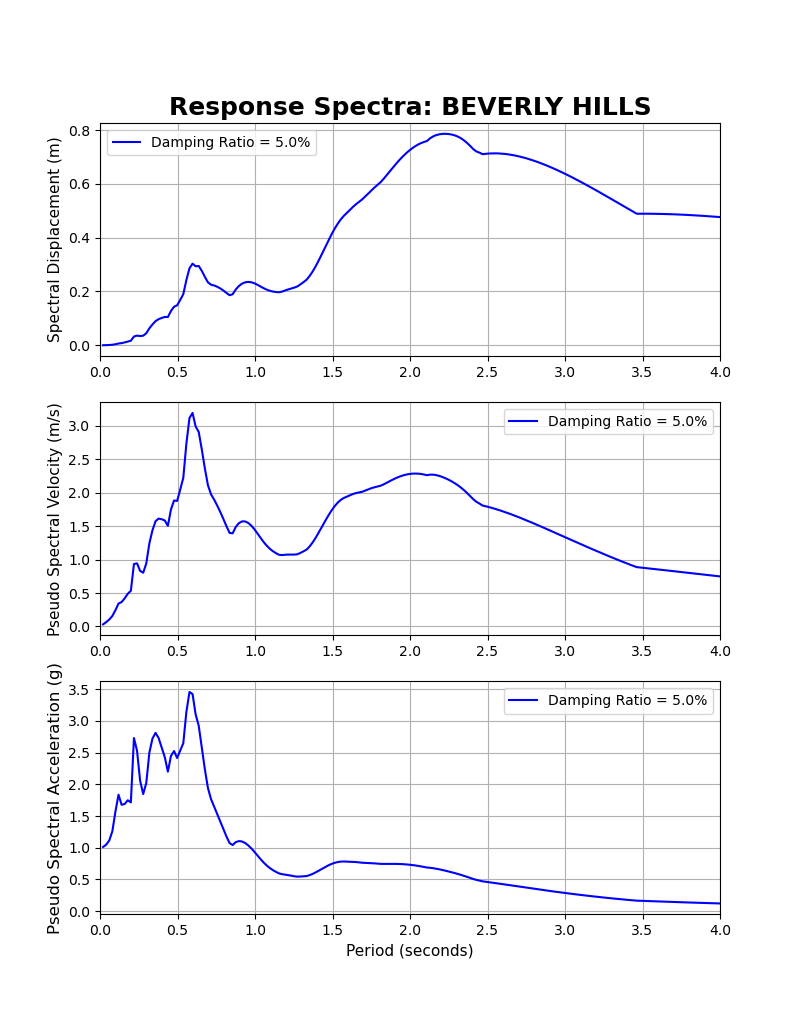 Response Spectra: BEVERLY HILLS
Spectral Displacement (m)
0.8
0.6
0.4
0.2
0.0
Damping Ratio = 5.0%
0.0 0.5 1.0 1.5 2.0 2.5 3.0 3.5 4.0
Pseudo Spectral Velocity (m/s)
3.0
2.5
2.0
1.5
1.0
0.5
0.0
Damping Ratio = 5.0%
0.0 0.5 1.0 1.5 2.0 2.5 3.0 3.5 4.0
Pseudo Spectral Acceleration (g)
3.5
3.0
2.5
2.0
1.5
1.0
0.5
0.0
Damping Ratio = 5.0%
0.0 0.5 1.0 1.5 2.0 2.5 3.0 3.5 4.0
Period (seconds)